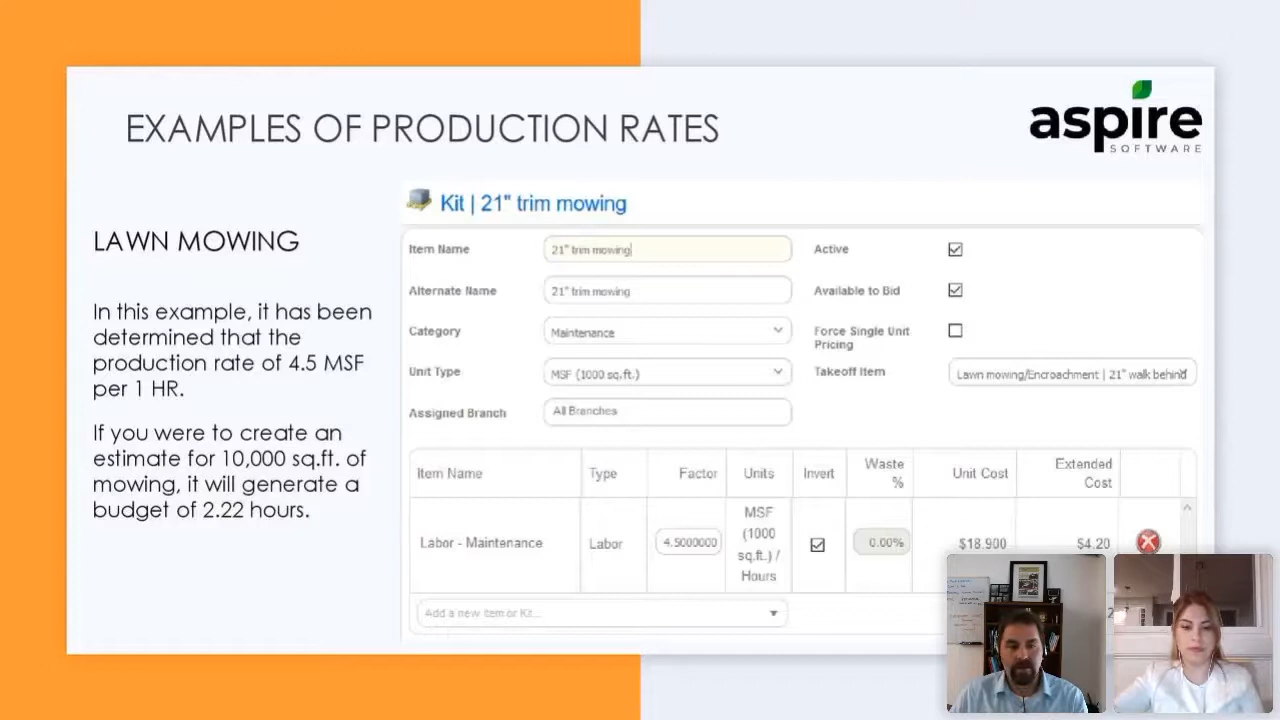 EXAMPLES OF PRODUCTION RATES
aspire
SOFTWARE
LAWN MOWING
In this example, it has been
determined that the
production rate of 4.5 MSF
per 1 HR.
If you were to create an
estimate for 10,000 sq.ft. of
mowing, it will generate a
budget of 2.22 hours.
Kit | 21" trim mowing
Item Name
21" trim mowing
Active
Alternate Name
21" trim mowing
Available to Bid
Category
Maintenance
Force Single Unit
Pricing
Unit Type
MSF (1000 sq.ft.)
Takeoff Item
Lawn mowing/Encroachment | 21" walk behind
Assigned Branch
All Branches
Item Name
Type
Factor
Units
Invert
Waste
%
Unit Cost
Extended
Cost
Labor - Maintenance
Labor
4.5000000
MSF
(1000
sq.ft.) /
Hours
0.00%
$18.900
$4.20
Add a new Item or Kit...